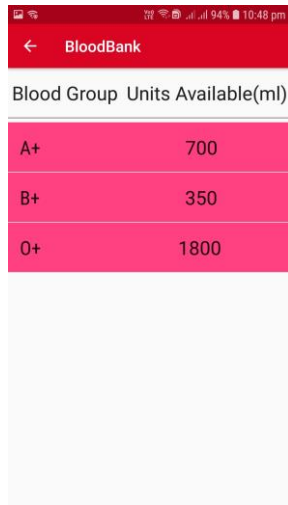 94% 10:48 pm
BloodBank
Blood Group Units Available(ml)
A+ 700
B+ 350
O+ 1800